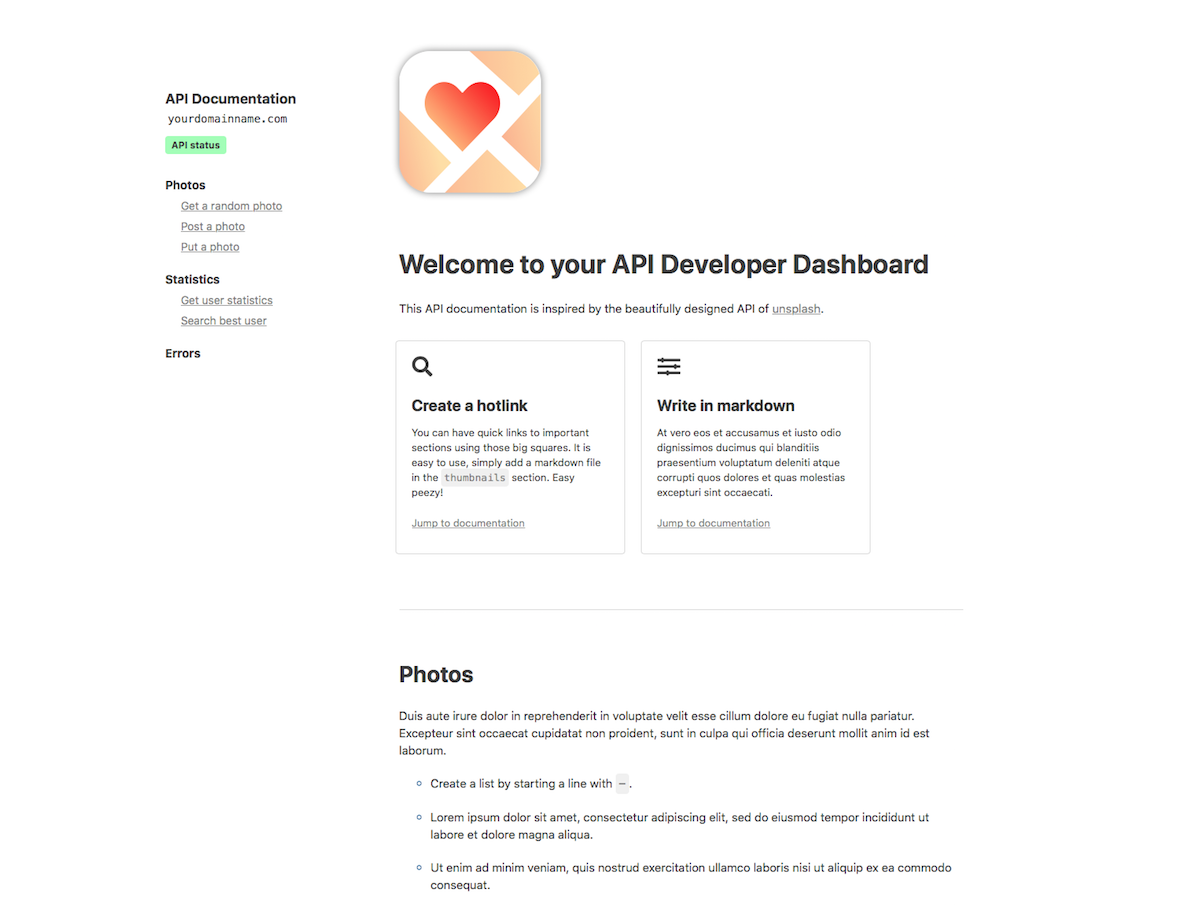 API Documentation
yourdomainname.com
API status
Photos
Get a random photo
Post a photo
Put a photo
Statistics
Get user statistics
Search best user
Errors
Welcome to your API Developer Dashboard
This API documentation is inspired by the beautifully designed API of unsplash.
Create a hotlink
You can have quick links to important
sections using those big squares. It is
easy to use, simply add a markdown file
in the thumbnails section. Easy
peezy!
Jump to documentation
Write in markdown
At vero eos et accusamus et iusto odio
dignissimos ducimus qui blanditiis
praesentium voluptatum deleniti atque
corrupti quos dolores et quas molestias
excepturi sint occaecati.
Jump to documentation
Photos
Duis aute irure dolor in reprehenderit in voluptate velit esse cillum dolore eu fugiat nulla pariatur.
Excepteur sint occaecat cupidatat non proident, sunt in culpa qui officia deserunt mollit anim id est
laborum.
Create a list by starting a line with -.
Lorem ipsum dolor sit amet, consectetur adipiscing elit, sed do eiusmod tempor incididunt ut
labore et dolore magna aliqua.
Ut enim ad minim veniam, quis nostrud exercitation ullamco laboris nisi ut aliquip ex ea commodo
consequat.